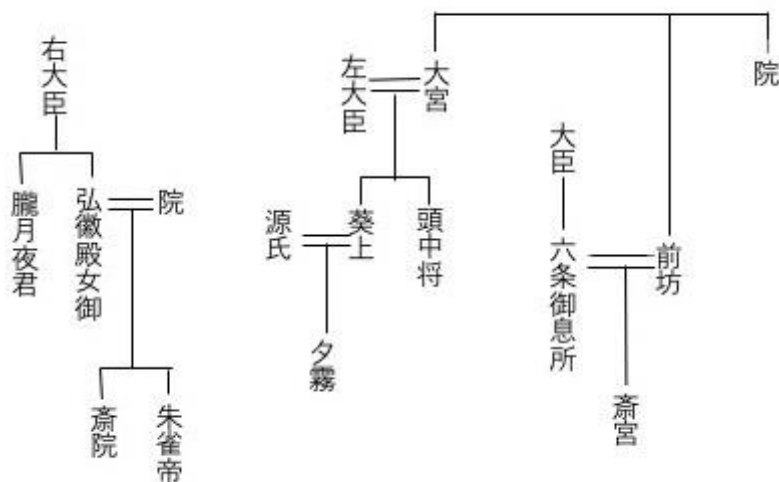 右大臣
朧月夜君
弘徽殿女御
院
斎院
朱雀帝
左大臣
大宮
院
源氏
葵上
頭中将
夕霧
大臣
六条御息所
前坊
斎宮